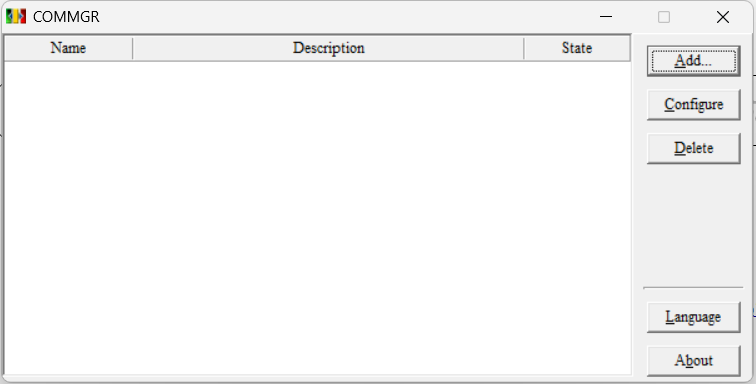 COMMGR
Name Description State
Add...
Configure
Delete
Language
About